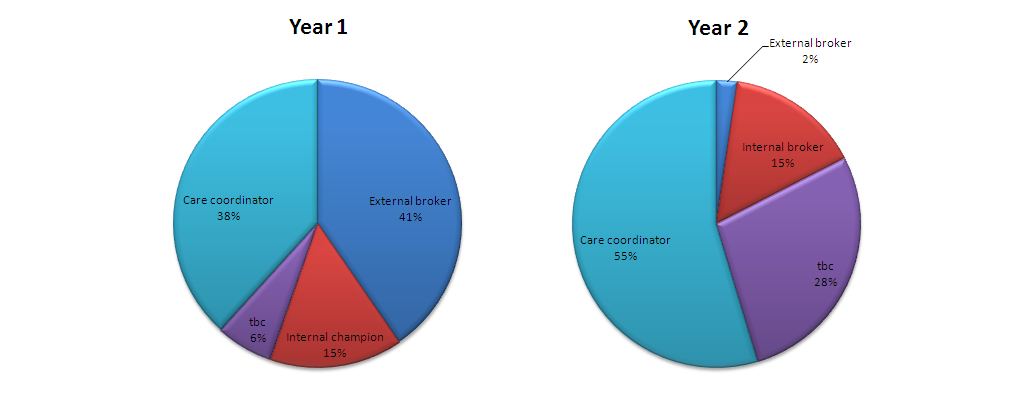 Year 1
Care coordinator
38%
External broker
41%
tbc
6%
Internal champion
15%
Year 2
External broker
2%
Internal broker
15%
Care coordinator
55%
tbc
28%